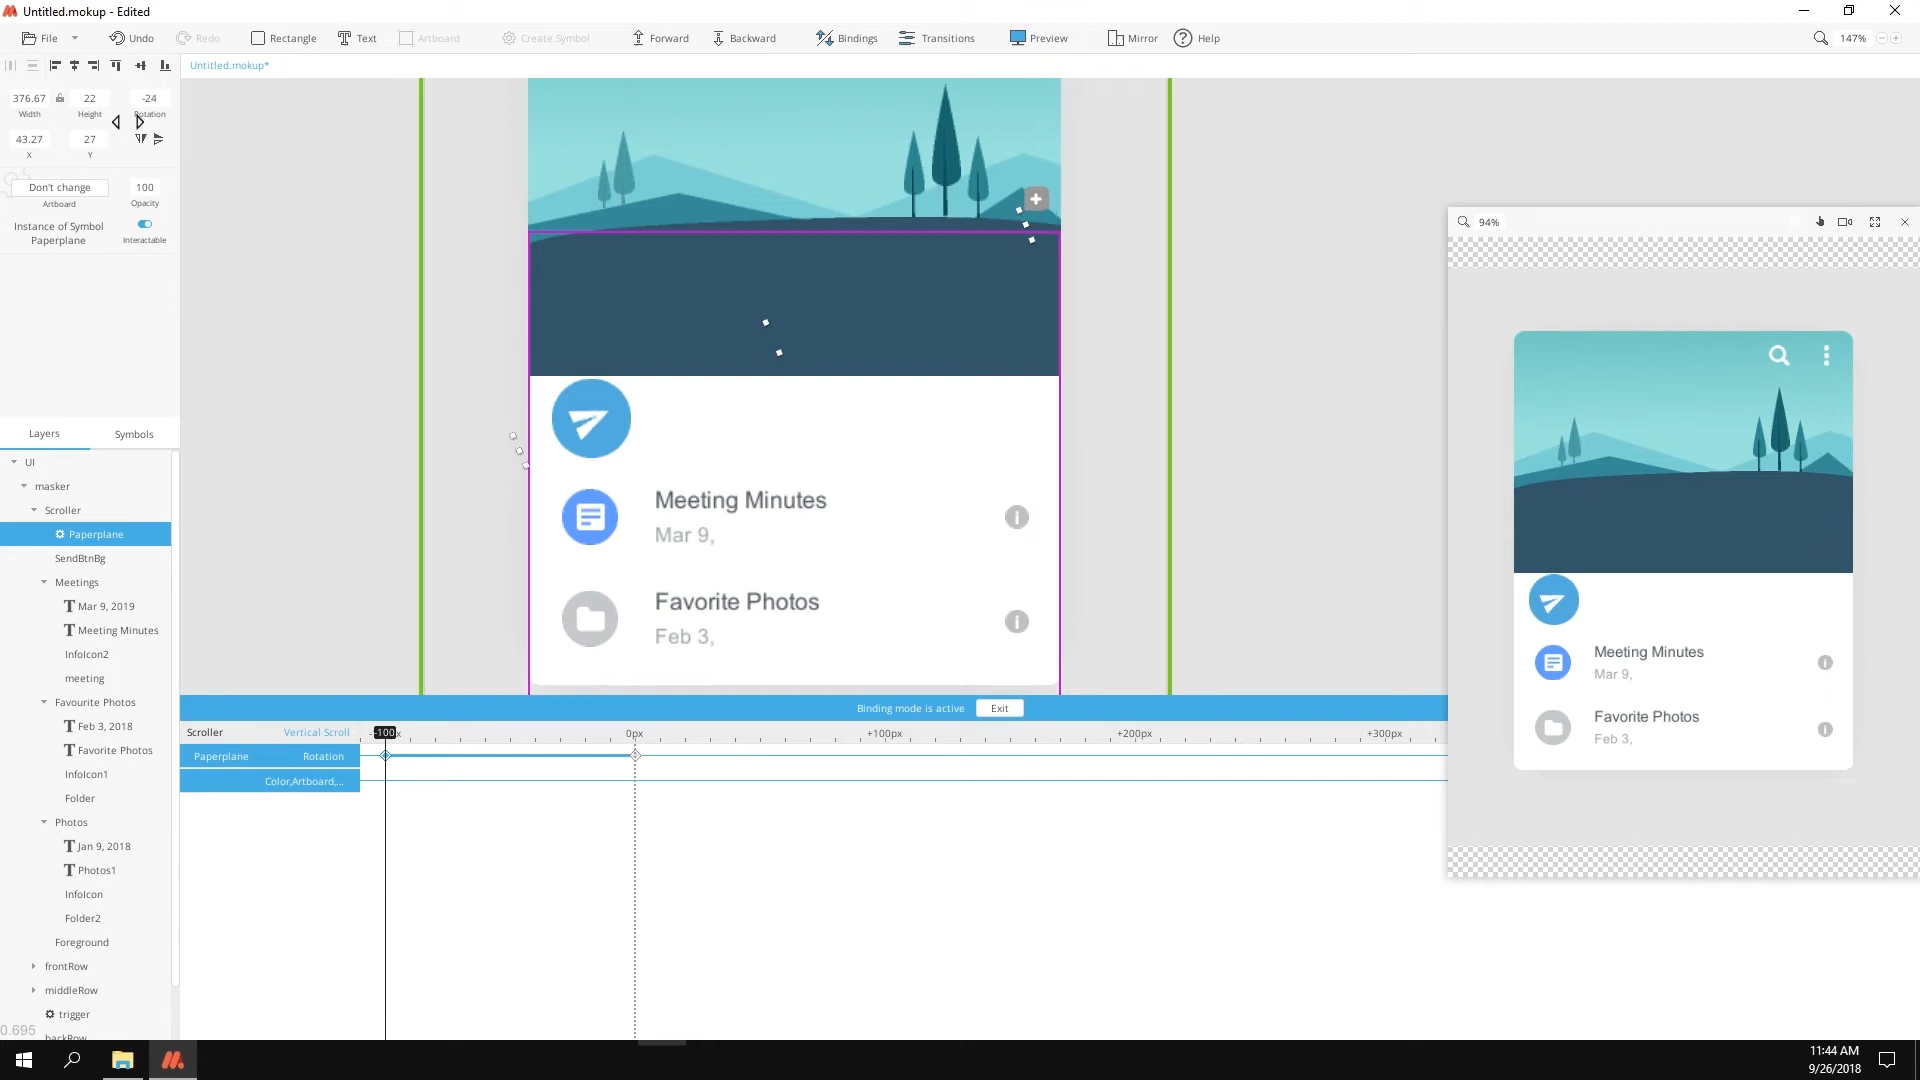 Untitled.mokup - Edited
File
Undo
Redo
Rectangle
Text
Artboard
Create Symbol
Forward
Backward
Bindings
Transitions
Preview
Mirror
Help
147%
Untitled.mokup*
376.67
22
-24
Width
Height
Rotation
43.27
27
X
Y
Don't change
100
Artboard
Opacity
Instance of Symbol
Paperplane
Interactable
Layers
Symbols
UI
masker
Scroller
Paperplane
SendBtnBg
Meetings
Mar 9, 2019
Meeting Minutes
InfoIcon2
meeting
Favourite Photos
Feb 3, 2018
Favorite Photos
InfoIcon1
Folder
Photos
Jan 9, 2018
Photos1
InfoIcon
Folder2
Foreground
frontRow
middleRow
trigger
backRow
0.695
Meeting Minutes
Mar 9,
Favorite Photos
Feb 3,
Binding mode is active
Exit
Scroller
Vertical Scroll
-100
0px
+100px
+200px
+300px
Paperplane
Rotation
Color,Artboard,...
94%
Meeting Minutes
Mar 9,
Favorite Photos
Feb 3,
11:44 AM
9/26/2018